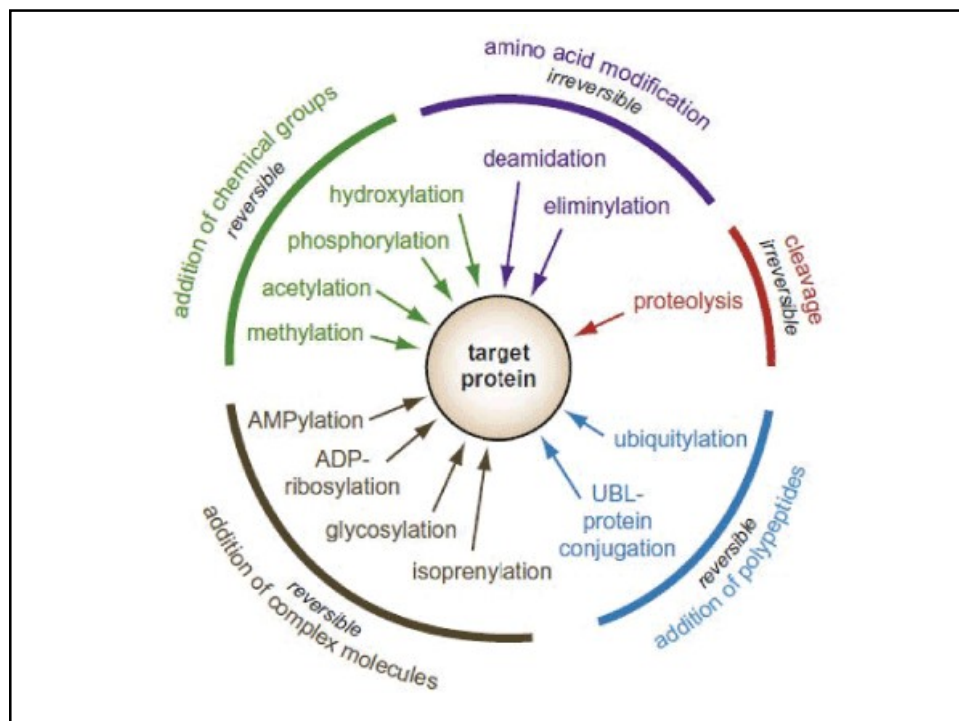 amino acid modification
irreversible
addition of chemical groups
reversible
cleavage
irreversible
deamidation
eliminylation
hydroxylation
phosphorylation
acetylation
methylation
proteolysis
target
protein
AMPylation
ADP-
ribosylation
glycosylation
isoprenylation
ubiquitylation
UBL-
protein
conjugation
reversible
addition of complex molecules
reversible
addition of polypeptides